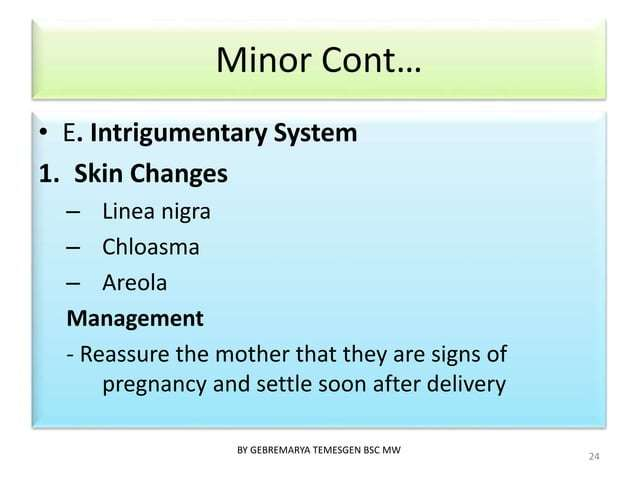 Minor Cont…
• E. Intrigumentary System
1. Skin Changes
– Linea nigra
– Chloasma
– Areola
Management
- Reassure the mother that they are signs of
pregnancy and settle soon after delivery
BY GEBREMARYA TEMESGEN BSC MW
24